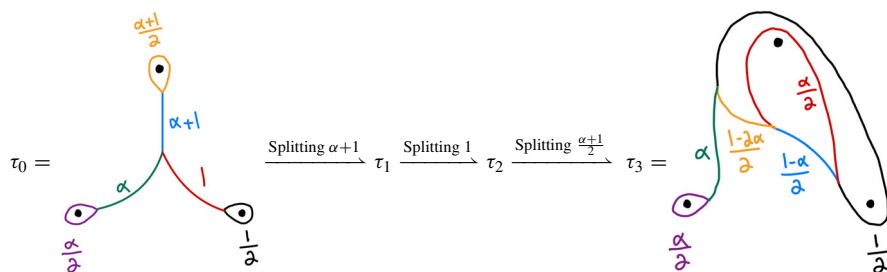 α+1/2
α+1
τ₀ =
α
1
α/2
1/2
Splitting α+1
τ₁
Splitting 1
τ₂
Splitting α+1/2
τ₃ =
α/2
α
1-2α/2
1-α/2
α/2
1/2